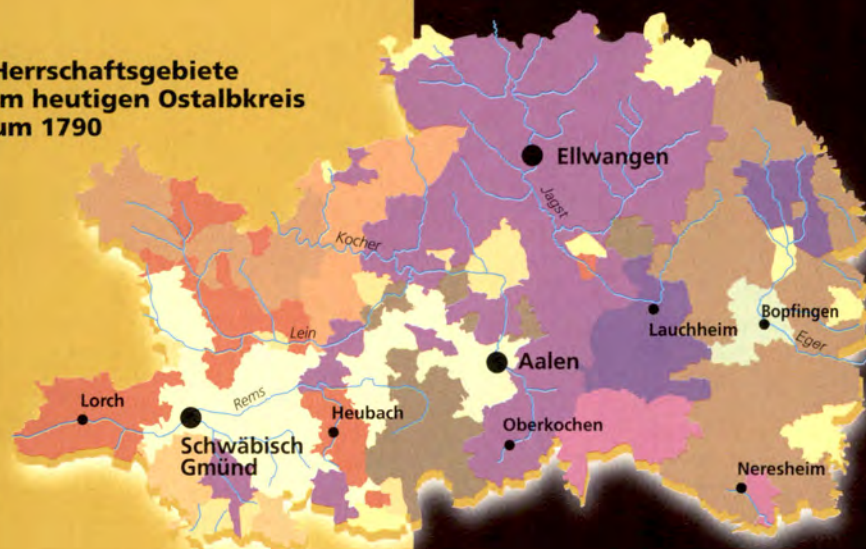 Herrschaftsgebiete
im heutigen Ostalbkreis
um 1790
Ellwangen
Jagst
Kocher
Bopfingen
Lauchheim
Eger
Lein
Aalen
Rems
Lorch
Heubach
Oberkochen
Schwäbisch
Gmünd
Neresheim